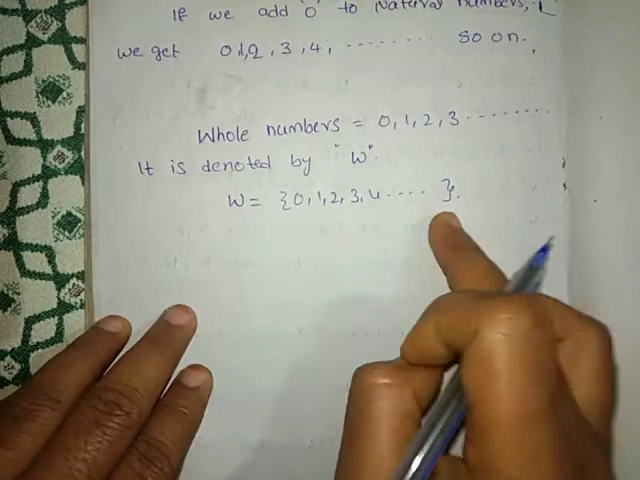 If we add '0' to Natural numbers,
we get 0,1,2,3,4, ........ so on.
Whole numbers = 0,1,2,3 ........
It is denoted by "W".
W = {0,1,2,3,4 .... }.